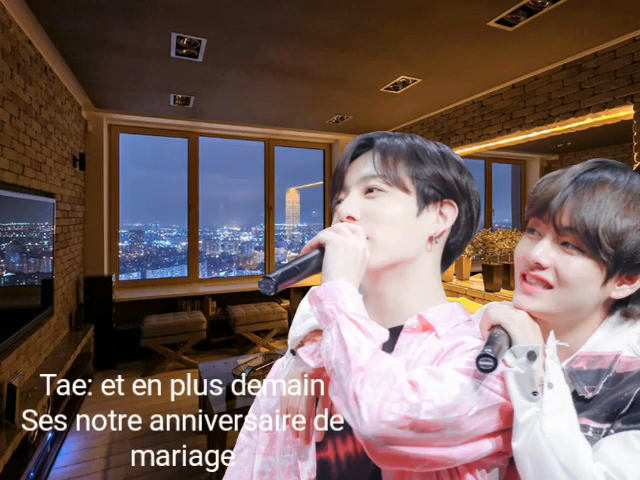 Tae: et en plus demain
Ses notre anniversaire de
mariage